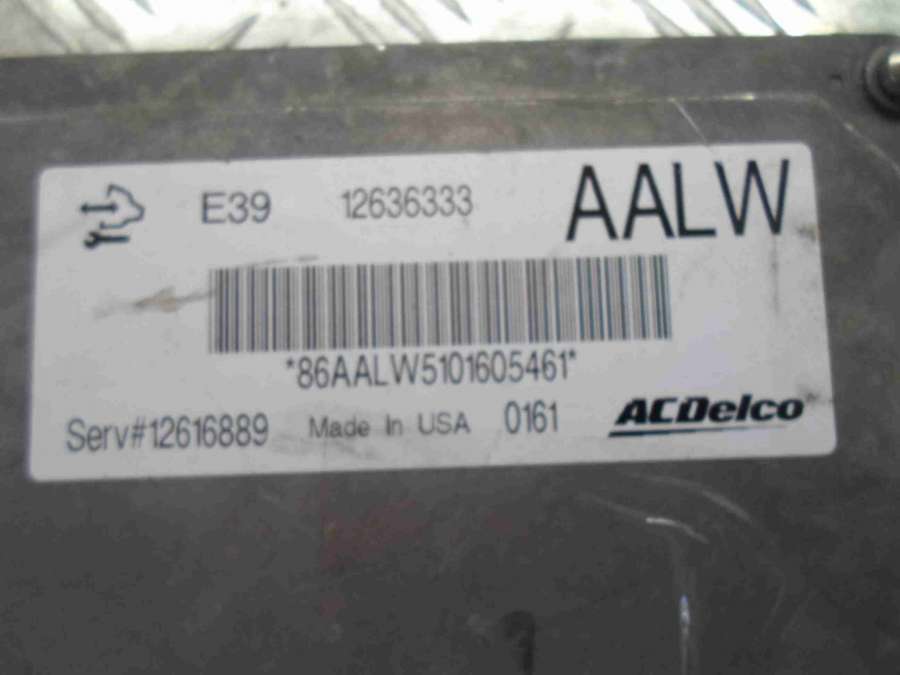 E39 12636333 AALW
*86AALW5101605461*
Serv#12616889 Made In USA 0161 ACDelco